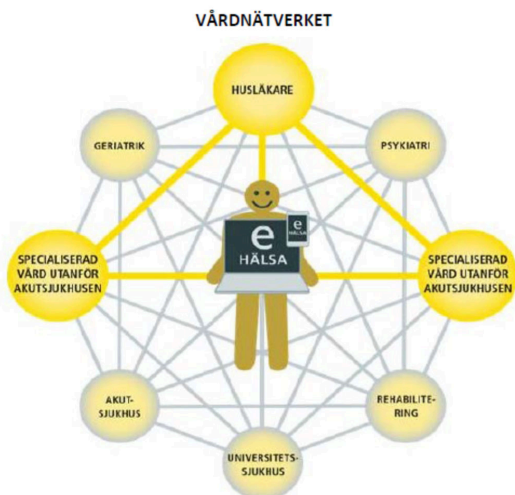 VÅRDNÄTVERKET
HUSLÄKARE
GERIATRIK
PSYKIATRI
e
e
HÄLSA
HÄLSA
SPECIALISERAD
VÅRD UTANFÖR
AKUTSJUKHUSEN
SPECIALISERAD
VÅRD UTANFÖR
AKUTSJUKHUSEN
AKUT-
SJUKHUS
REHABILITE-
RING
UNIVERSITETS-
SJUKHUS